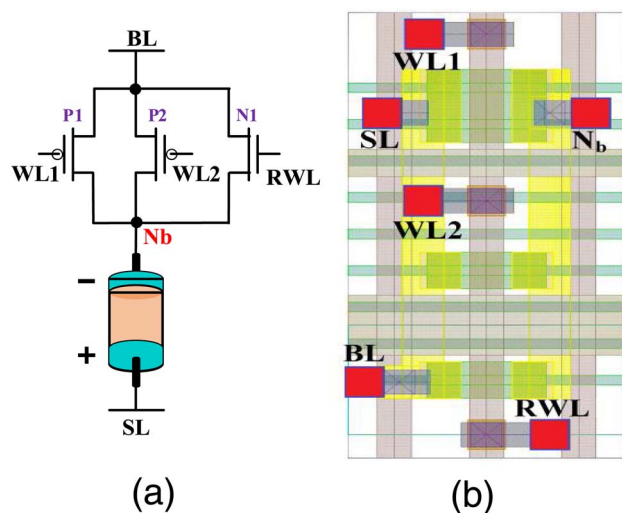 BL
P1 P2 N1
WL1 WL2 RWL
Nb
−
+
SL
(a)
WL1
SL Nb
WL2
BL
RWL
(b)